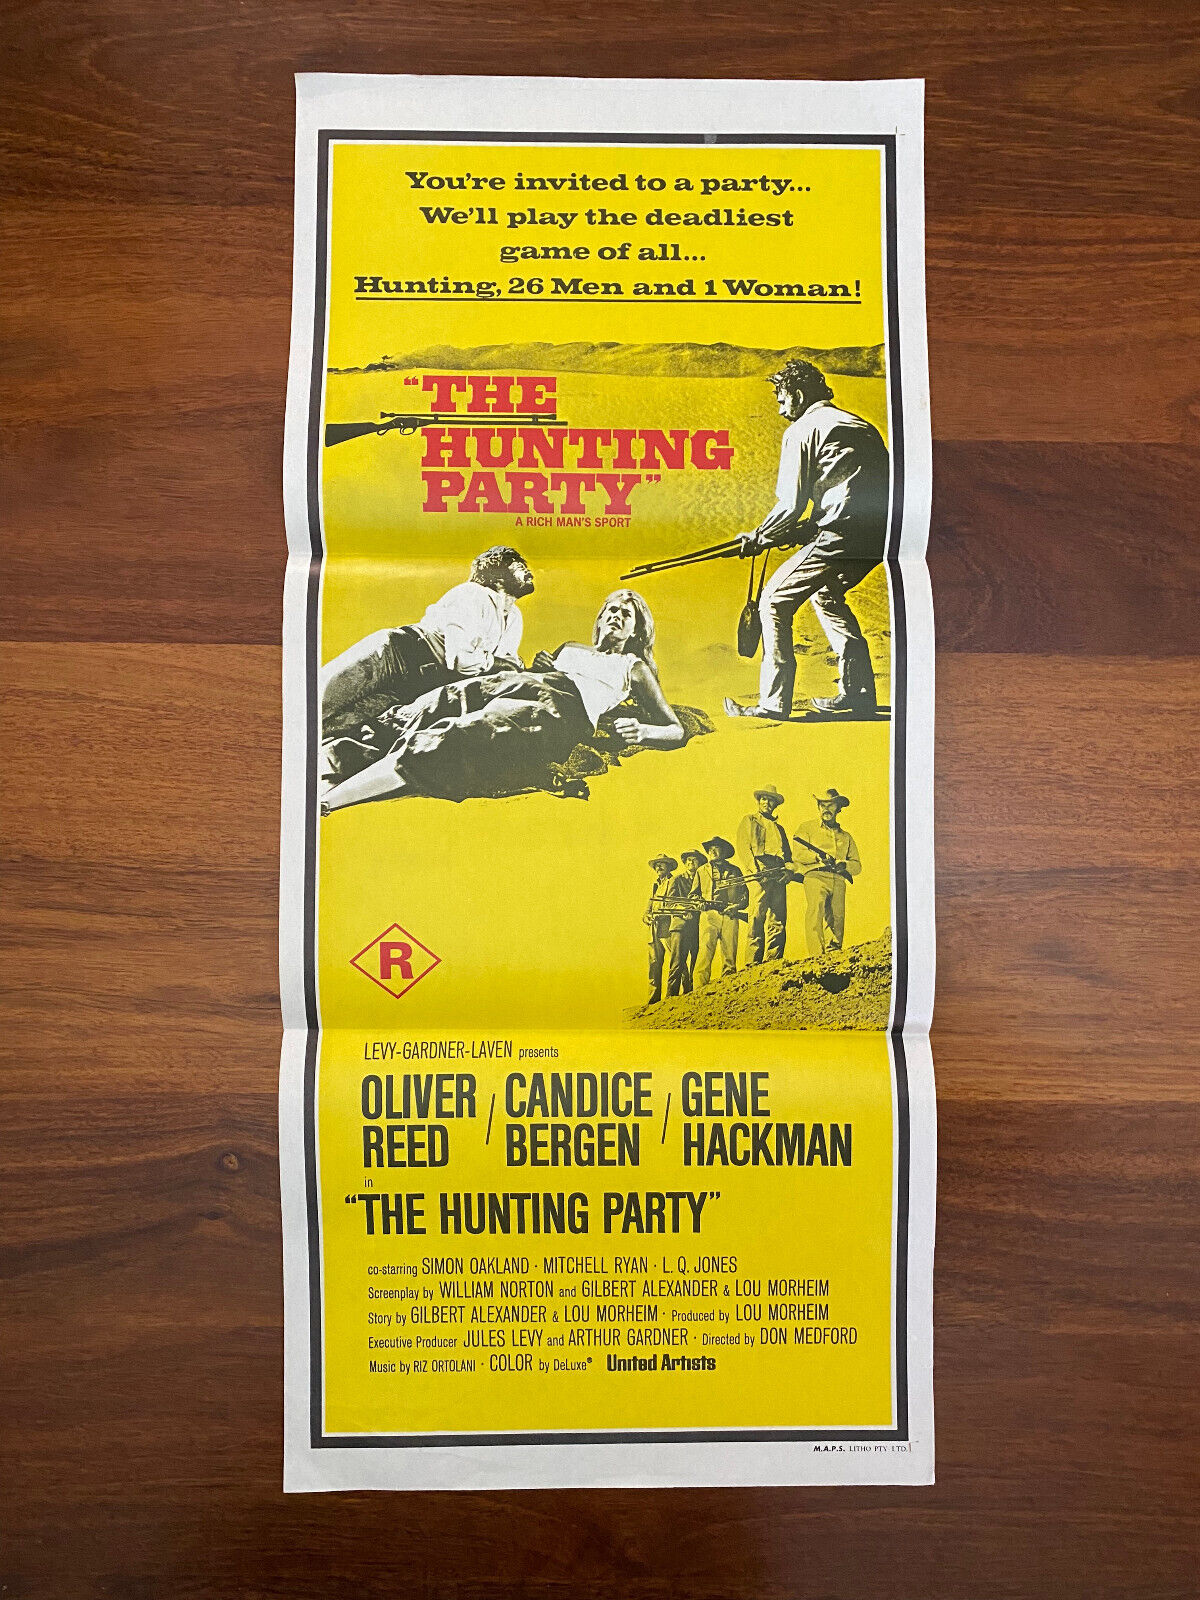 You're invited to a party...
We'll play the deadliest
game of all...
Hunting, 26 Men and 1 Woman!
"THE
HUNTING
PARTY"
A RICH MAN'S SPORT
R
LEVY-GARDNER-LAVEN presents
OLIVER REED / CANDICE BERGEN / GENE HACKMAN
in
"THE HUNTING PARTY"
co-starring SIMON OAKLAND · MITCHELL RYAN · L. Q. JONES
Screenplay by WILLIAM NORTON and GILBERT ALEXANDER & LOU MORHEIM
Story by GILBERT ALEXANDER & LOU MORHEIM · Produced by LOU MORHEIM
Executive Producer JULES LEVY and ARTHUR GARDNER · Directed by DON MEDFORD
Music by RIZ ORTOLANI · COLOR by DeLuxe® United Artists
M.A.P.S. LITHO PTY LTD.